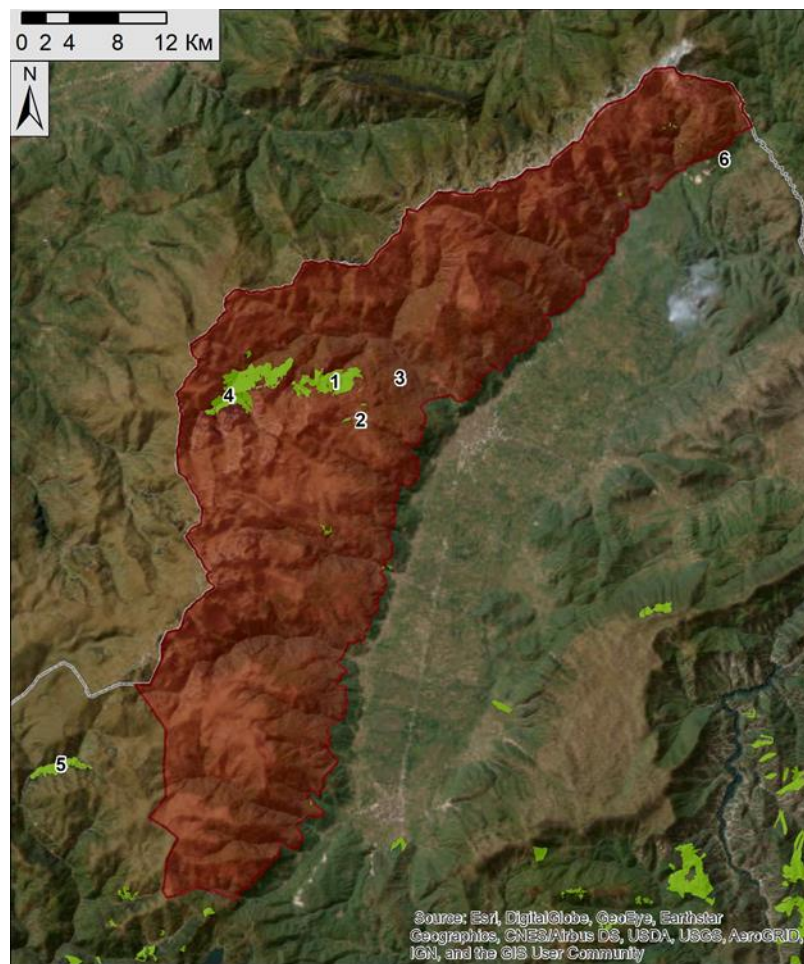 0 2 4 8 12 Км
N
6
1
3
4
2
5
Source: Esri, DigitalGlobe, GeoEye, Earthstar
Geographics, CNES/Airbus DS, USDA, USGS, AeroGRID,
IGN, and the GIS User Community